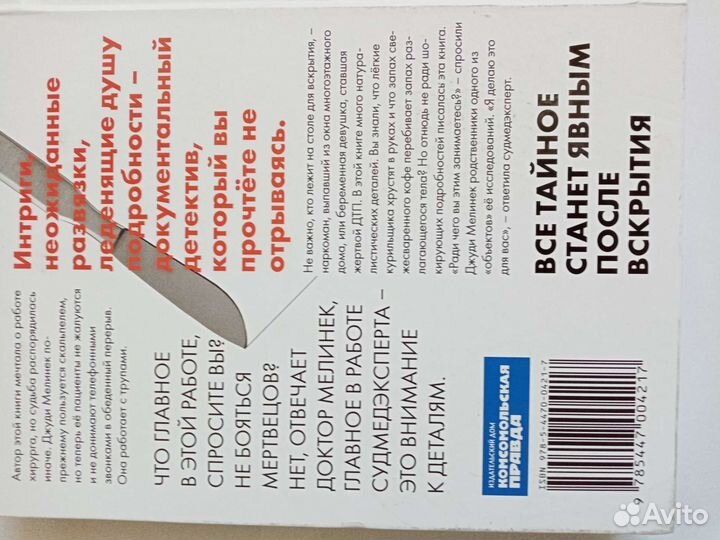 Автор этой книги мечтала о работе
хирурга, но судьба распорядилась
иначе. Джуди Мелинек по-
прежнему пользуется скальпелем,
но теперь её пациенты не жалуются
и не донимают телефонными
звонками в обеденный перерыв.
Она работает с трупами.
Интриги,
неожиданные
развязки,
леденящие душу
подробности –
документальный
детектив,
который вы
прочтёте не
отрываясь.
ЧТО ГЛАВНОЕ
В ЭТОЙ РАБОТЕ,
СПРОСИТЕ ВЫ?
НЕ БОЯТЬСЯ
МЕРТВЕЦОВ?
НЕТ, ОТВЕЧАЕТ
ДОКТОР МЕЛИНЕК,
ГЛАВНОЕ В РАБОТЕ
СУДМЕДЭКСПЕРТА –
ЭТО ВНИМАНИЕ
К ДЕТАЛЯМ.
Не важно, кто лежит на столе для вскрытия, –
наркоман, выпавший из окна многоэтажного
дома, или беременная девушка, ставшая
жертвой ДТП. В этой книге много натура-
листических деталей. Вы знали, что лёгкие
курильщика хрустят в руках и что запах све-
жесваренного кофе перебивает запах раз-
лагающегося тела? Но отнюдь не ради шо-
кирующих подробностей писалась эта книга.
«Ради чего вы этим занимаетесь?» – спросили
Джуди Мелинек родственники одного из
«объектов» её исследований. «Я делаю это
для вас», – ответила судмедэксперт.
ВСЕ ТАЙНОЕ
СТАНЕТ ЯВНЫМ
ПОСЛЕ
ВСКРЫТИЯ
ИЗДАТЕЛЬСКИЙ ДОМ
КОМСОМОЛЬСКАЯ
ПРАВДА
ISBN 978-5-4470-0421-7
9 785447 004217
Avito